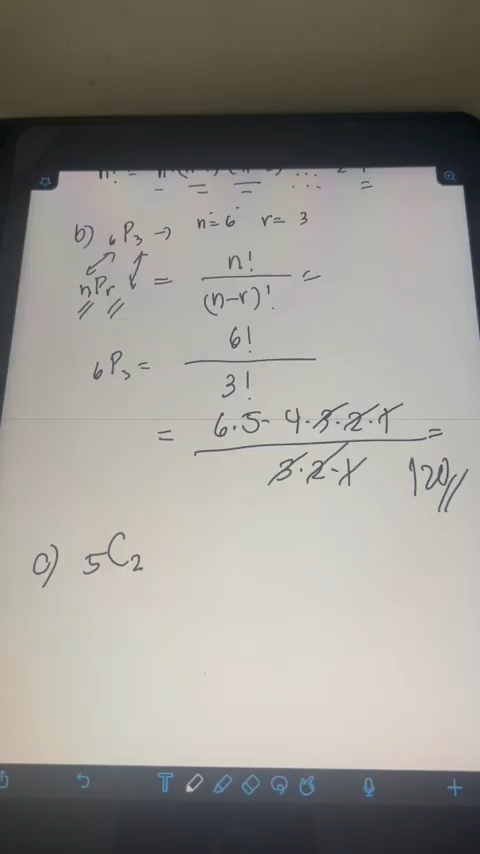 b) ₆P₃ → n = 6 r = 3
nPr = n! / (n-r)! =
₆P₃ = 6! / 3!
= 6·5·4·3·2·1 / 3·2·1 = 120
c) ₅C₂